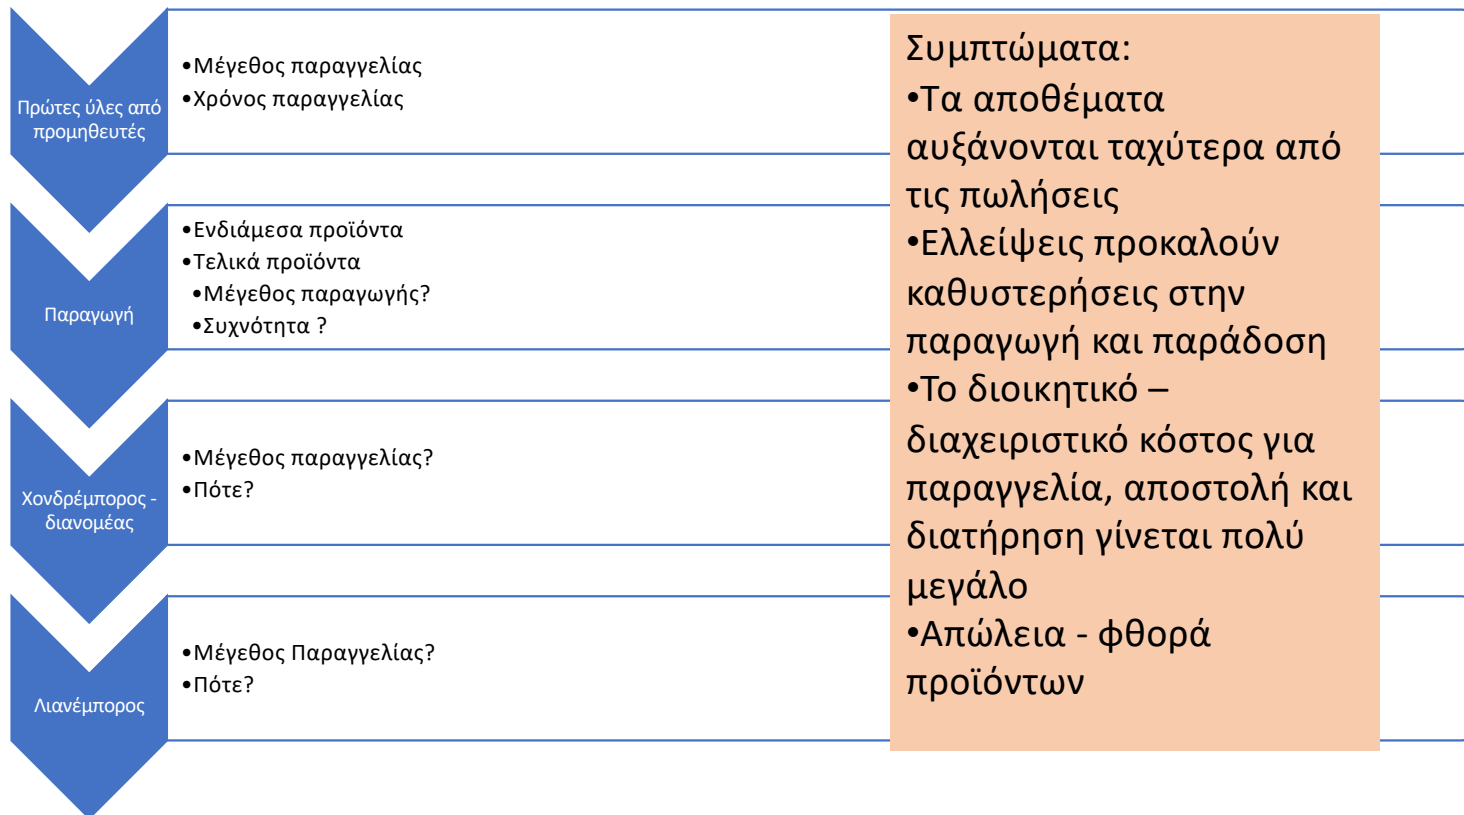 Πρώτες ύλες από
προμηθευτές
•Μέγεθος παραγγελίας
•Χρόνος παραγγελίας
Παραγωγή
•Ενδιάμεσα προϊόντα
•Τελικά προϊόντα
•Μέγεθος παραγωγής?
•Συχνότητα ?
Χονδρέμπορος -
διανομέας
•Μέγεθος παραγγελίας?
•Πότε?
Λιανέμπορος
•Μέγεθος Παραγγελίας?
•Πότε?
Συμπτώματα:
•Τα αποθέματα
αυξάνονται ταχύτερα από
τις πωλήσεις
•Ελλείψεις προκαλούν
καθυστερήσεις στην
παραγωγή και παράδοση
•Το διοικητικό –
διαχειριστικό κόστος για
παραγγελία, αποστολή και
διατήρηση γίνεται πολύ
μεγάλο
•Απώλεια - φθορά
προϊόντων